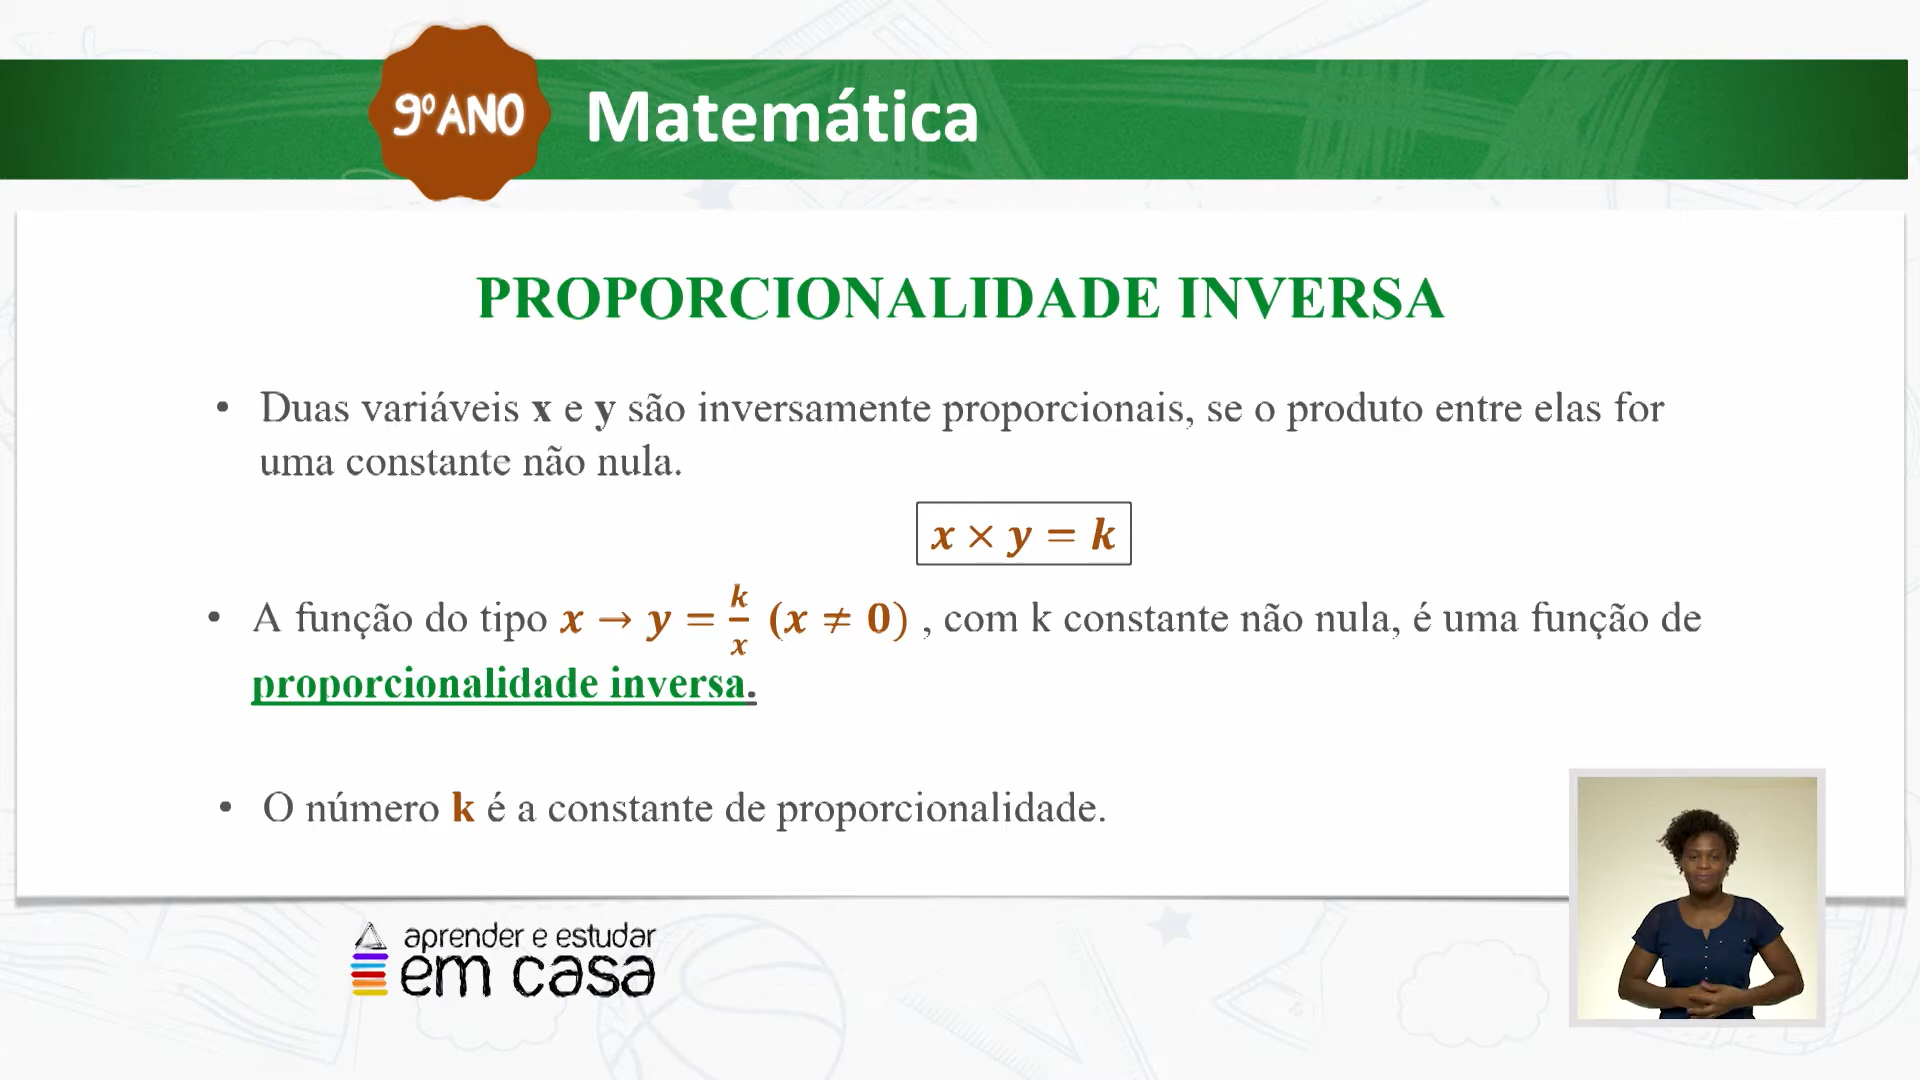 9º ANO
Matemática
PROPORCIONALIDADE INVERSA
• Duas variáveis x e y são inversamente proporcionais, se o produto entre elas for
uma constante não nula.
x × y = k
• A função do tipo x → y = k/x (x ≠ 0) , com k constante não nula, é uma função de
proporcionalidade inversa.
• O número k é a constante de proporcionalidade.
aprender e estudar
em casa